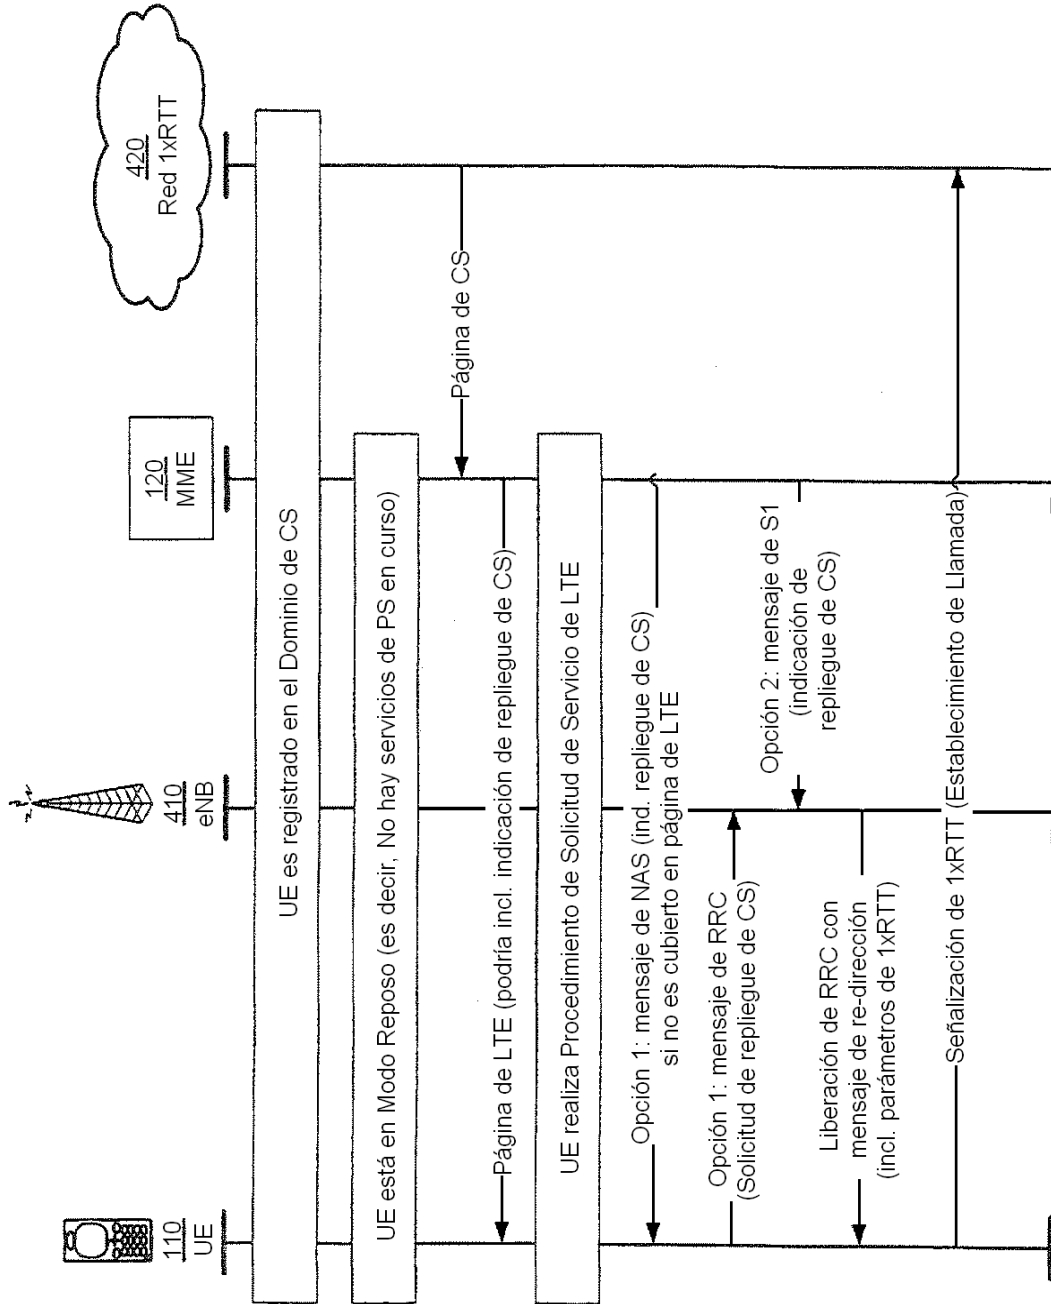 110
UE
410
eNB
120
MME
420
Red 1xRTT
UE es registrado en el Dominio de CS
UE está en Modo Reposo (es decir, No hay servicios de PS en curso)
Página de CS
Página de LTE (podría incl. indicación de repliegue de CS)
UE realiza Procedimiento de Solicitud de Servicio de LTE
Opción 1: mensaje de NAS (ind. repliegue de CS)
si no es cubierto en página de LTE
Opción 1: mensaje de RRC
(Solicitud de repliegue de CS)
Opción 2: mensaje de S1
(indicación de
repliegue de CS)
Liberación de RRC con
mensaje de re-dirección
(incl. parámetros de 1xRTT)
Señalización de 1xRTT (Establecimiento de Llamada)